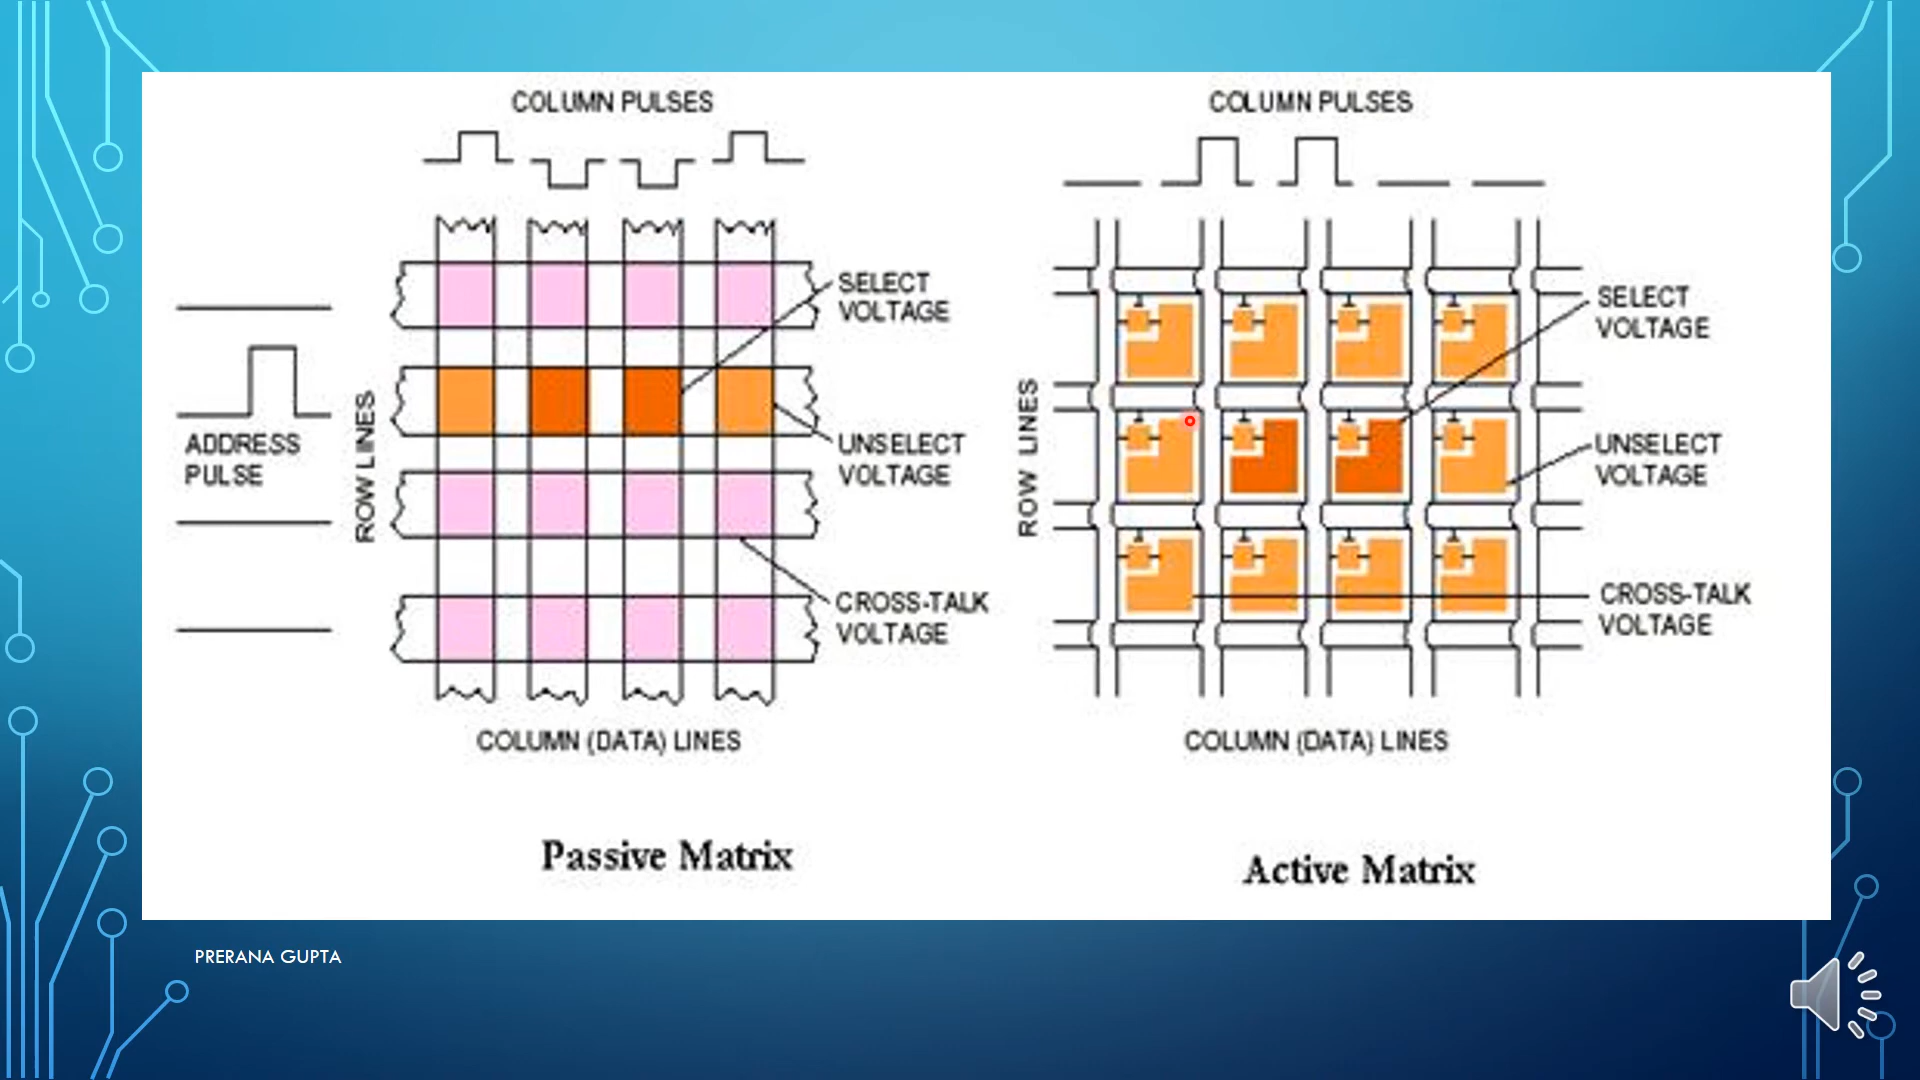 COLUMN PULSES
ADDRESS
PULSE
ROW LINES
SELECT
VOLTAGE
UNSELECT
VOLTAGE
CROSS-TALK
VOLTAGE
COLUMN (DATA) LINES
Passive Matrix
COLUMN PULSES
ROW LINES
SELECT
VOLTAGE
UNSELECT
VOLTAGE
CROSS-TALK
VOLTAGE
COLUMN (DATA) LINES
Active Matrix
PRERANA GUPTA